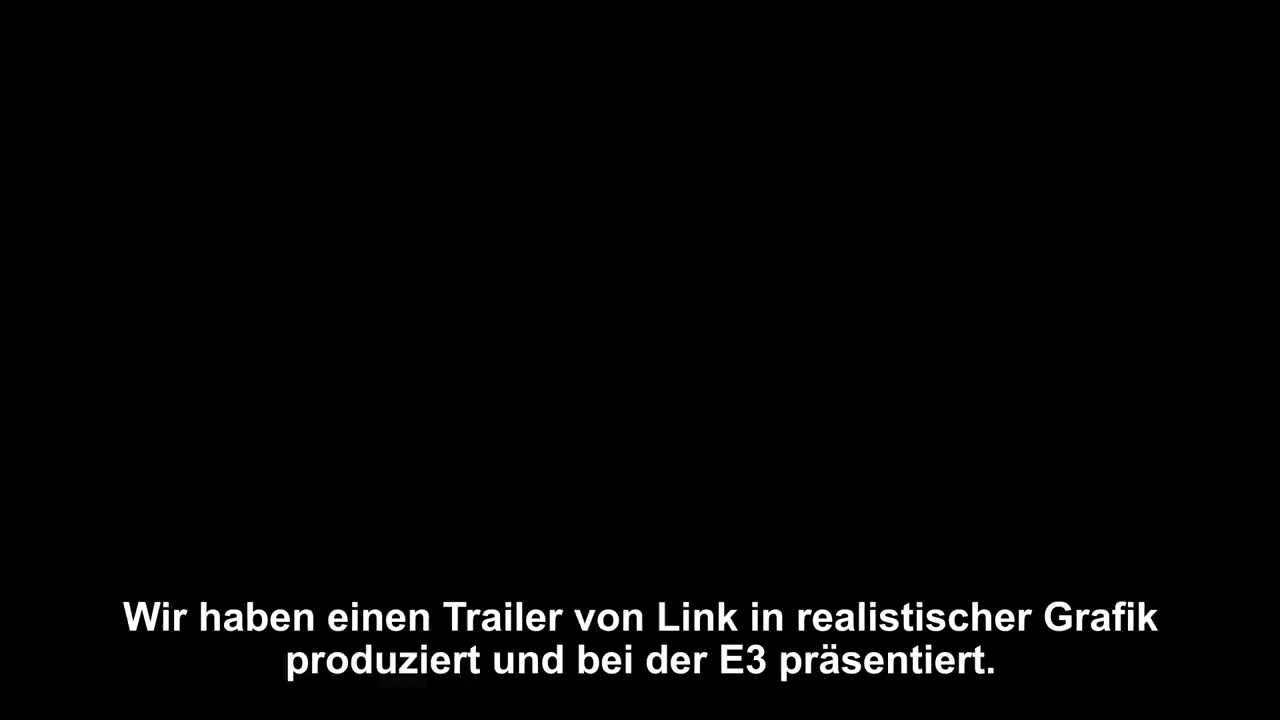 Wir haben einen Trailer von Link in realistischer Grafik
produziert und bei der E3 präsentiert.